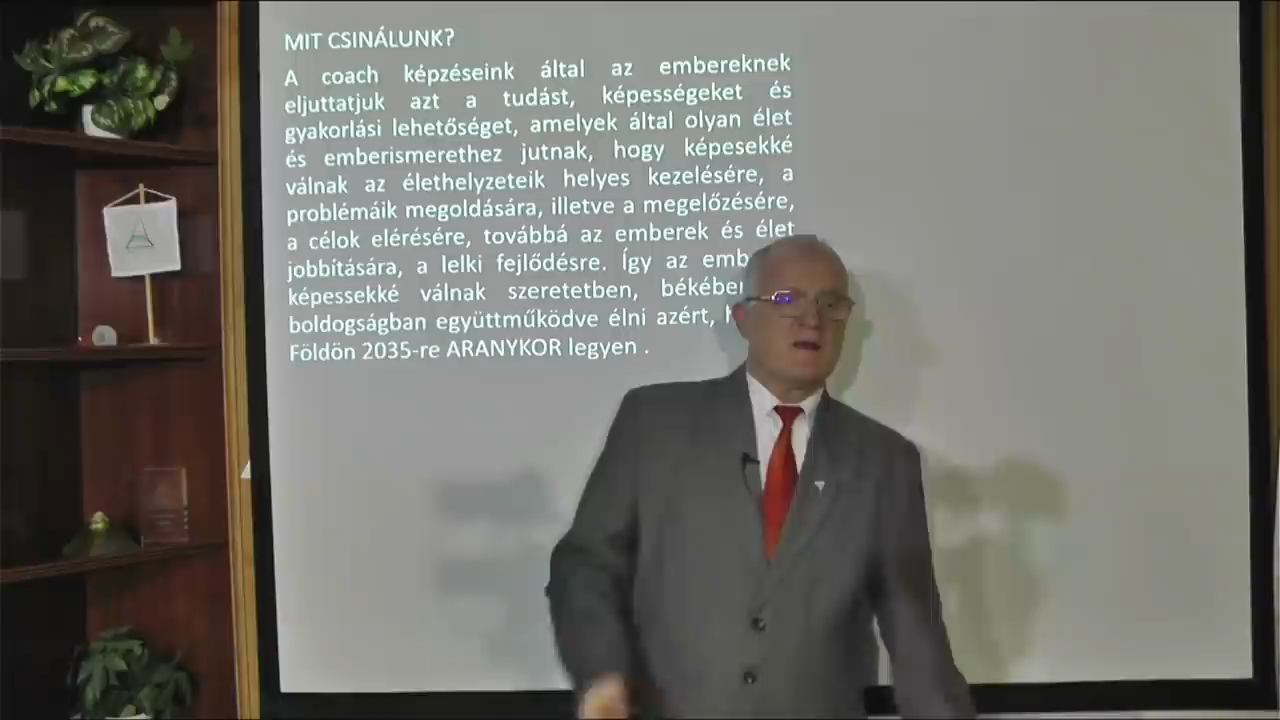 MIT CSINÁLUNK?
A coach képzéseink által az embereknek
eljuttatjuk azt a tudást, képességeket és
gyakorlási lehetőséget, amelyek által olyan élet
és emberismerethez jutnak, hogy képesekké
válnak az élethelyzeteik helyes kezelésére, a
problémáik megoldására, illetve a megelőzésére,
a célok elérésére, továbbá az emberek és élet
jobbítására, a lelki fejlődésre. Így az emb
képessekké válnak szeretetben, békében
boldogságban együttműködve élni azért,
Földön 2035-re ARANYKOR legyen .